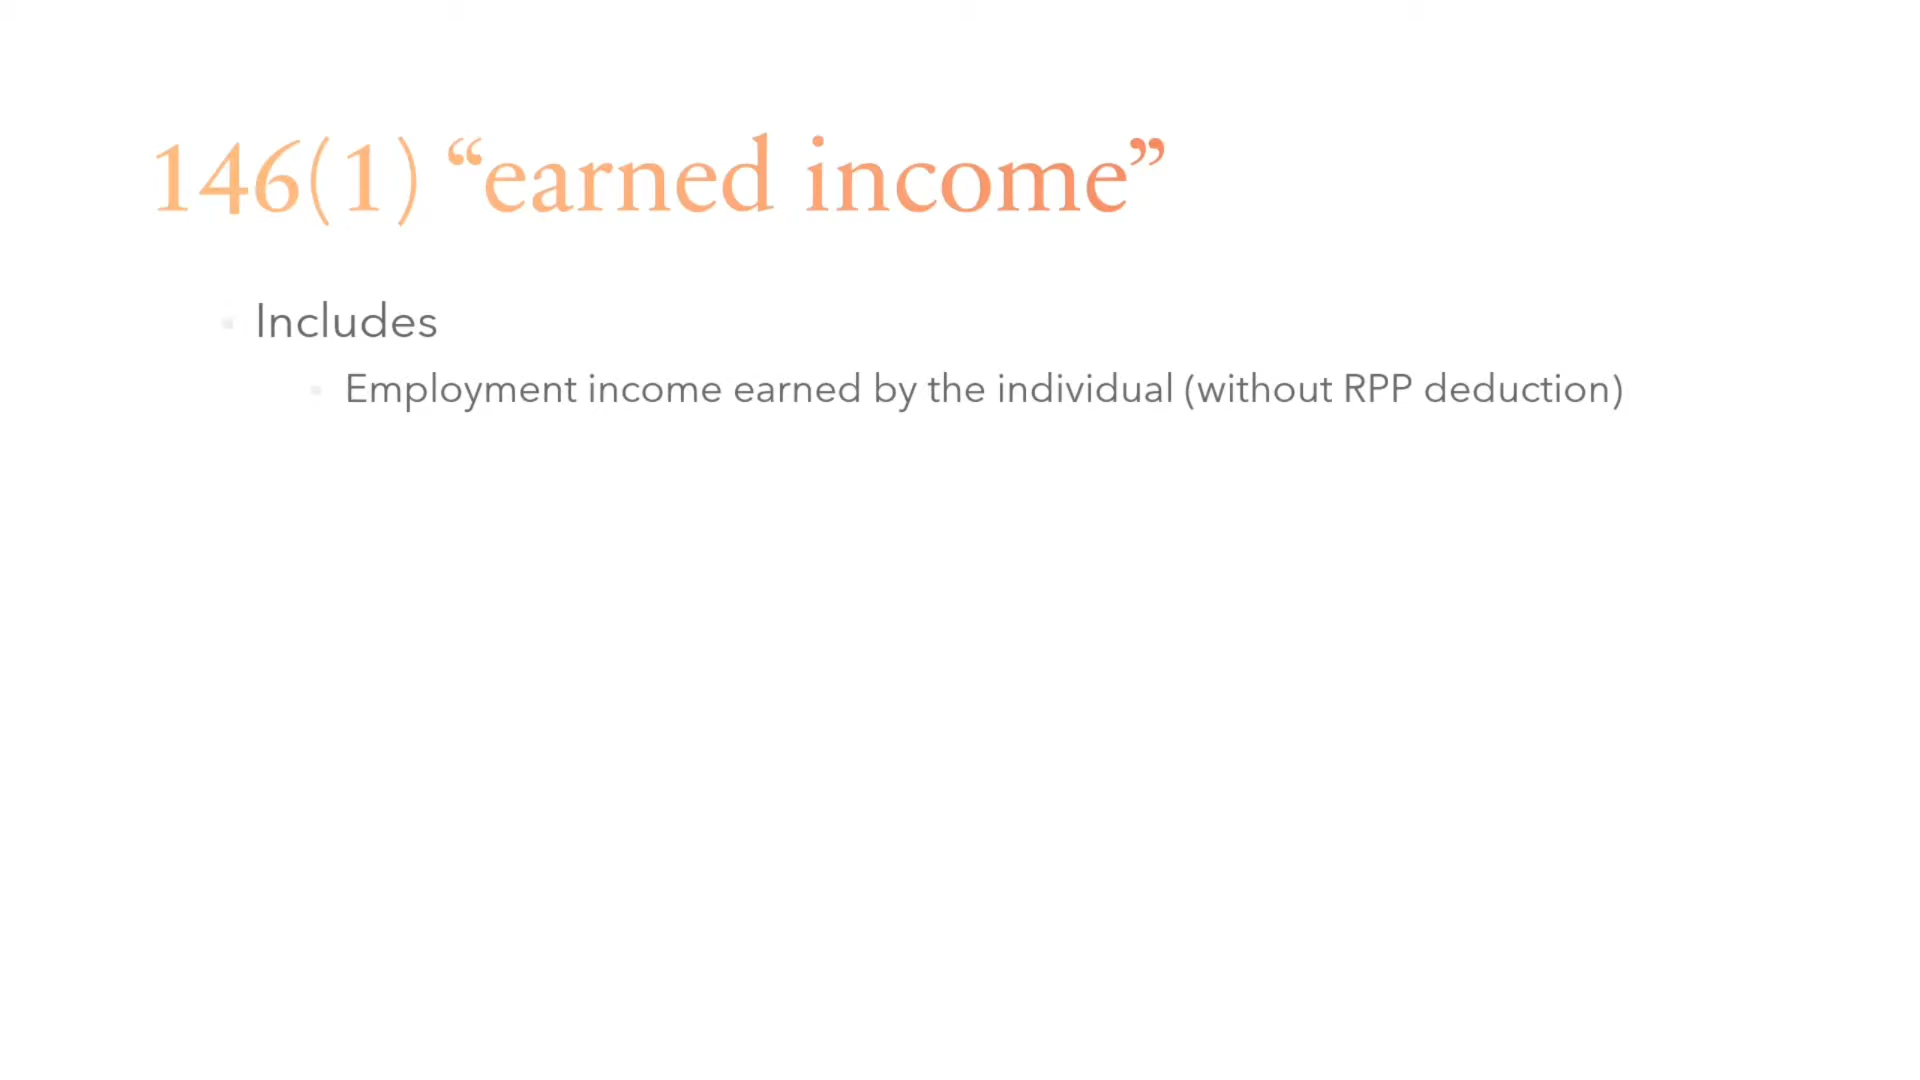 146(1) “earned income”
Includes
Employment income earned by the individual (without RPP deduction)